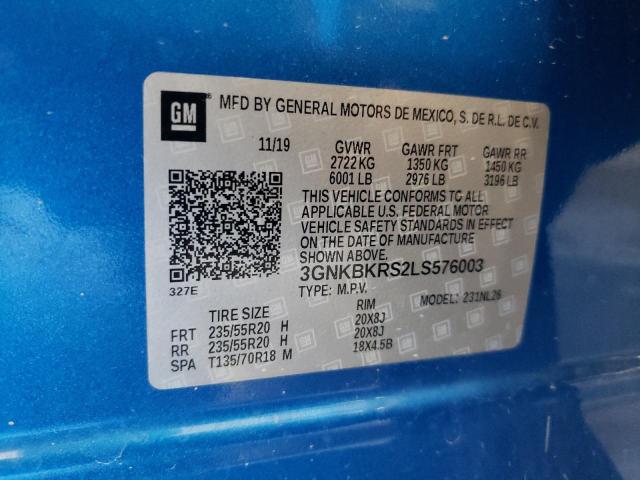 GM MFD BY GENERAL MOTORS DE MEXICO, S. DE R.L. DE C.V.
11/19 GVWR GAWR FRT GAWR RR
2722 KG 1350 KG 1450 KG
6001 LB 2976 LB 3196 LB
THIS VEHICLE CONFORMS TO ALL
APPLICABLE U.S. FEDERAL MOTOR
VEHICLE SAFETY STANDARDS IN EFFECT
ON THE DATE OF MANUFACTURE
SHOWN ABOVE.
327E
3GNKBKRS2LS576003
TYPE: M.P.V. MODEL: 231NL26
TIRE SIZE RIM
FRT 235/55R20 H 20X8J
RR 235/55R20 H 20X8J
SPA T135/70R18 M 18X4.5B